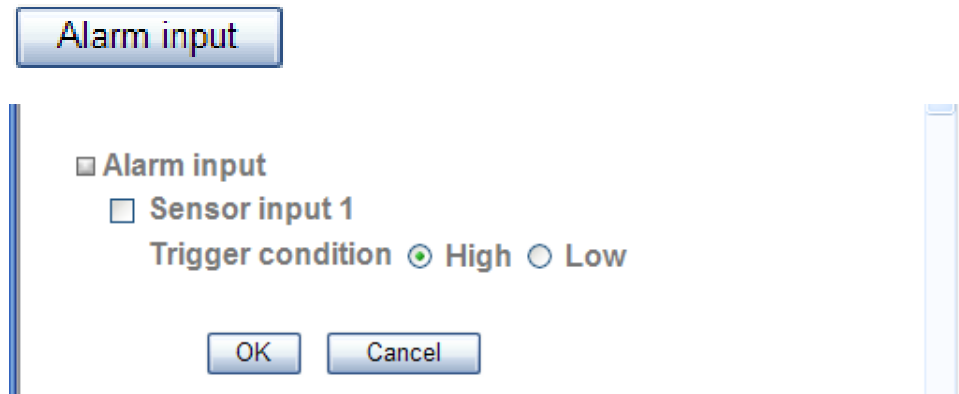 Alarm input
Alarm input
Sensor input 1
Trigger condition High Low
OK Cancel